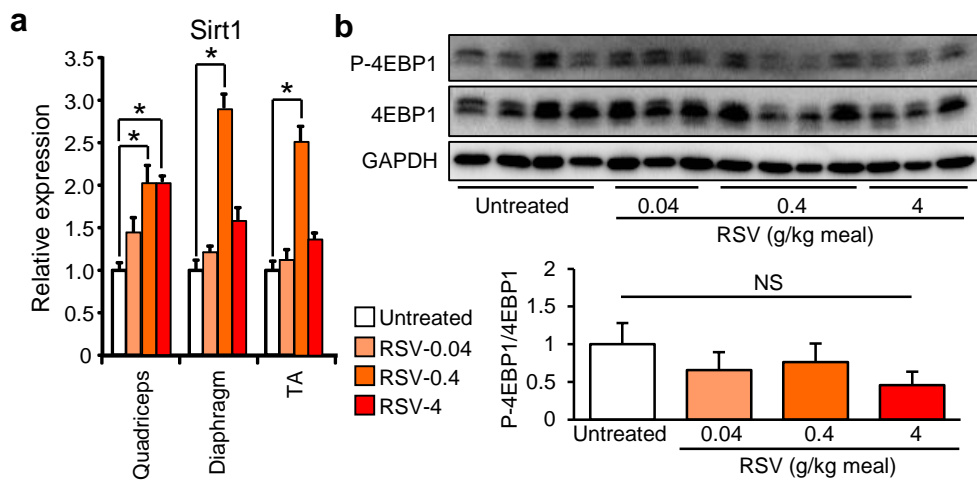 a
Sirt1
Relative expression
3.5
3.0
2.5
2.0
1.5
1.0
0.5
0
*
*
*
*
Quadriceps
Diaphragm
TA
Untreated
RSV-0.04
RSV-0.4
RSV-4
b
P-4EBP1
4EBP1
GAPDH
Untreated 0.04 0.4 4
RSV (g/kg meal)
P-4EBP1/4EBP1
2
1.5
1
0.5
0
NS
Untreated 0.04 0.4 4
RSV (g/kg meal)